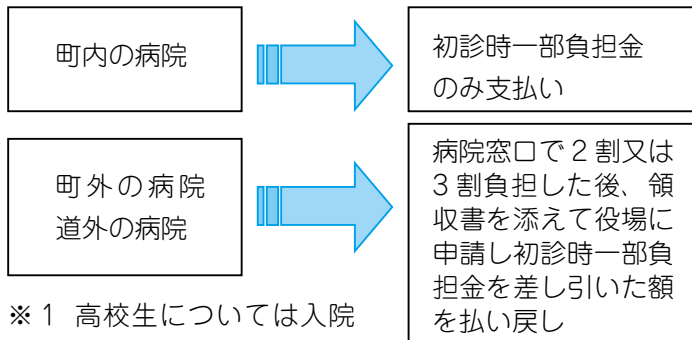 町内の病院
初診時一部負担金
のみ支払い
町外の病院
道外の病院
病院窓口で２割又は
３割負担した後、領
収書を添えて役場に
申請し初診時一部負
担金を差し引いた額
を払い戻し
※１ 高校生については入院